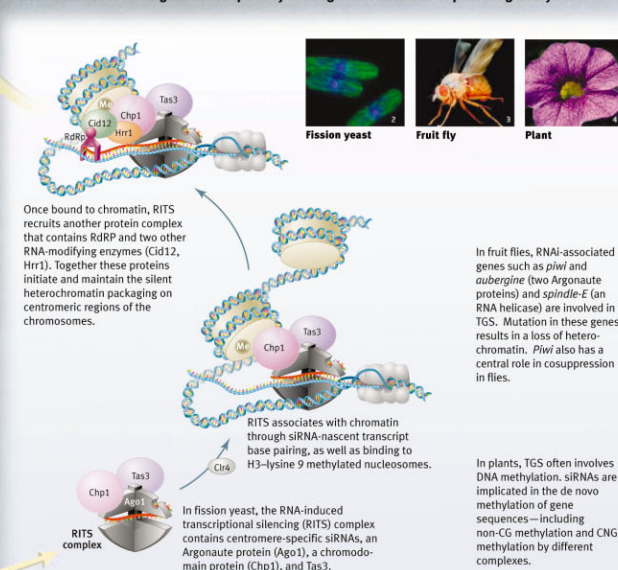 Me
Tas3
Chp1
Cid12
RdRp
Hrr1
2
3
4
Fission yeast
Fruit fly
Plant
Once bound to chromatin, RITS
recruits another protein complex
that contains RdRP and two other
RNA-modifying enzymes (Cid12,
Hrr1). Together these proteins
initiate and maintain the silent
heterochromatin packaging on
centromeric regions of the
chromosomes.
In fruit flies, RNAi-associated
genes such as piwi and
aubergine (two Argonaute
proteins) and spindle-E (an
RNA helicase) are involved in
TGS. Mutation in these genes
results in a loss of hetero-
chromatin. Piwi also has a
central role in cosuppression
in flies.
Tas3
Me
Chp1
RITS associates with chromatin
through siRNA-nascent transcript
base pairing, as well as binding to
H3–lysine 9 methylated nucleosomes.
Clr4
Tas3
Chp1
Ago1
RITS
complex
In fission yeast, the RNA-induced
transcriptional silencing (RITS) complex
contains centromere-specific siRNAs, an
Argonaute protein (Ago1), a chromodo-
main protein (Chp1), and Tas3.
In plants, TGS often involves
DNA methylation. siRNAs are
implicated in the de novo
methylation of gene
sequences—including
non-CG methylation and CNG
methylation by different
complexes.